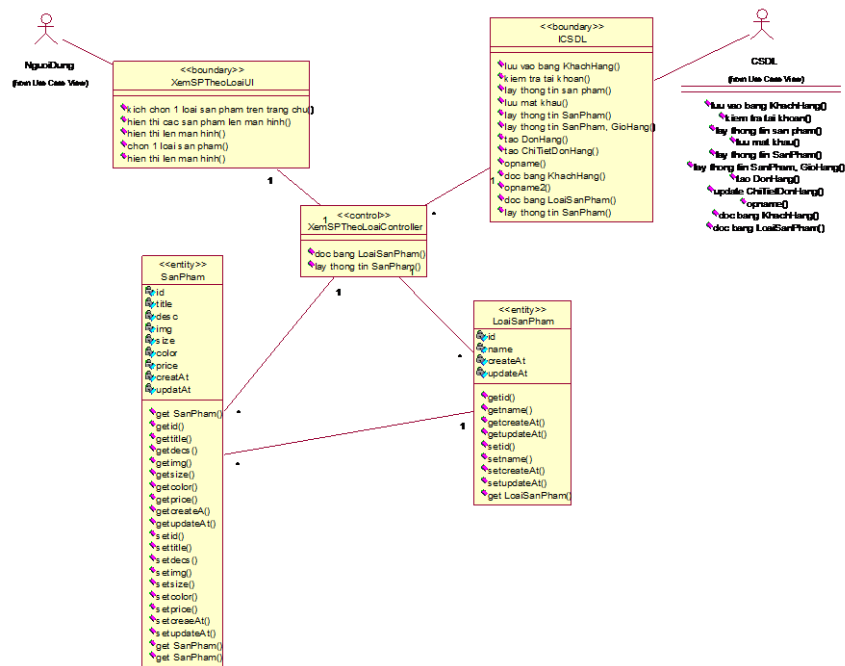 NguoiDung
(from Use Case View)
<<boundary>>
XemSPTheoLoaiUI
kich chon 1 loai san pham tren trang chu()
hien thi cac san pham len man hinh()
hien thi len man hinh()
chon 1 loai san pham()
hien thi len man hinh()
1
<<boundary>>
ICSDL
luu vao bang KhachHang()
kiem tra tai khoan()
lay thong tin san pham()
luu mat khau()
lay thong tin SanPham()
lay thong tin SanPham, GioHang()
tao DonHang()
tao ChiTietDonHang()
opname()
doc bang KhachHang()
opname2()
doc bang LoaiSanPham()
lay thong tin SanPham()
1
*
CSDL
(from Use Case View)
luu vao bang KhachHang()
kiem tra tai khoan()
lay thong tin san pham()
luu mat khau()
lay thong tin SanPham()
lay thong tin SanPham, GioHang()
tao DonHang()
update ChiTietDonHang()
opname()
doc bang KhachHang()
doc bang LoaiSanPham()
1
<<control>>
XemSPTheoLoaiController
doc bang LoaiSanPham()
lay thong tin SanPham()
1
1
<<entity>>
SanPham
id
title
desc
img
size
color
price
creatAt
updatAt
get SanPham()
getid()
gettitle()
getdecs()
getimg()
getsize()
getcolor()
getprice()
getcreateA()
getupdateAt()
setid()
settitle()
setdecs()
setimg()
setsize()
setcolor()
setprice()
setcreaeAt()
setupdateAt()
get SanPham()
get SanPham()
*
*
<<entity>>
LoaiSanPham
id
name
createAt
updateAt
getid()
getname()
getcreateAt()
getupdateAt()
setid()
setname()
setcreateAt()
setupdateAt()
get LoaiSanPham()
*
1